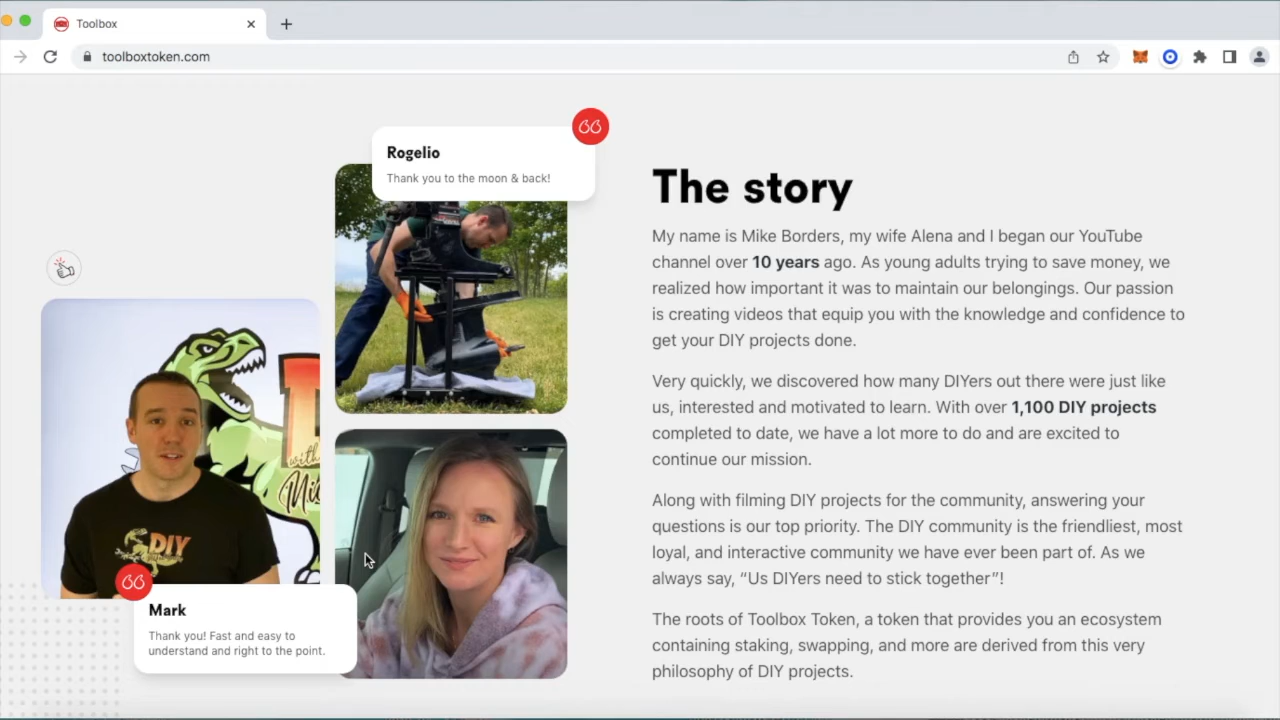 Toolbox
toolboxtoken.com
Rogelio
Thank you to the moon & back!
with
Mi
DIY
Mark
Thank you! Fast and easy to
understand and right to the point.
The story
My name is Mike Borders, my wife Alena and I began our YouTube
channel over 10 years ago. As young adults trying to save money, we
realized how important it was to maintain our belongings. Our passion
is creating videos that equip you with the knowledge and confidence to
get your DIY projects done.
Very quickly, we discovered how many DIYers out there were just like
us, interested and motivated to learn. With over 1,100 DIY projects
completed to date, we have a lot more to do and are excited to
continue our mission.
Along with filming DIY projects for the community, answering your
questions is our top priority. The DIY community is the friendliest, most
loyal, and interactive community we have ever been part of. As we
always say, “Us DIYers need to stick together”!
The roots of Toolbox Token, a token that provides you an ecosystem
containing staking, swapping, and more are derived from this very
philosophy of DIY projects.